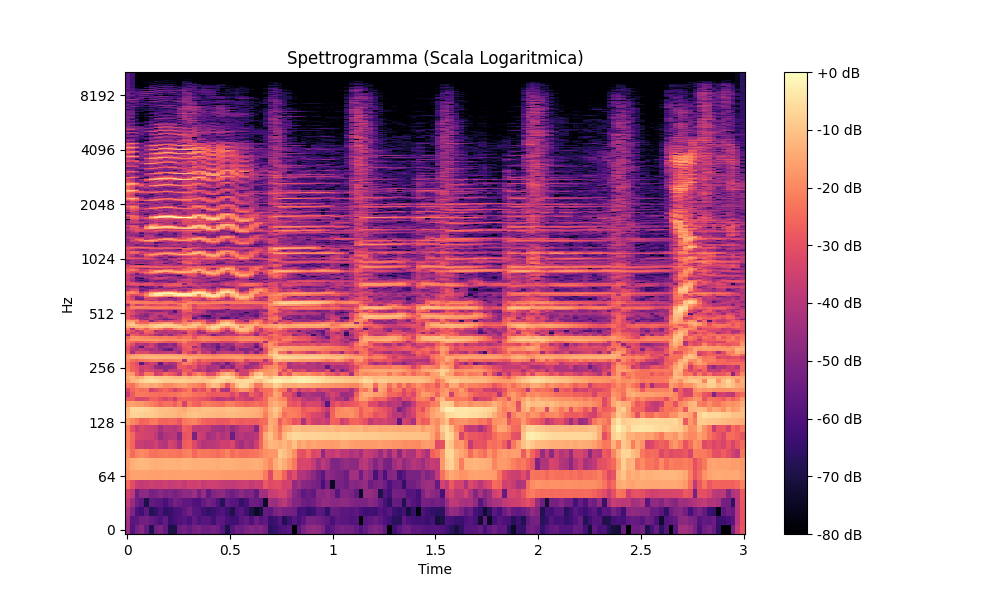 Spettrogramma (Scala Logaritmica)
Hz
8192
4096
2048
1024
512
256
128
64
0
0
0.5
1
1.5
2
2.5
3
Time
+0 dB
-10 dB
-20 dB
-30 dB
-40 dB
-50 dB
-60 dB
-70 dB
-80 dB